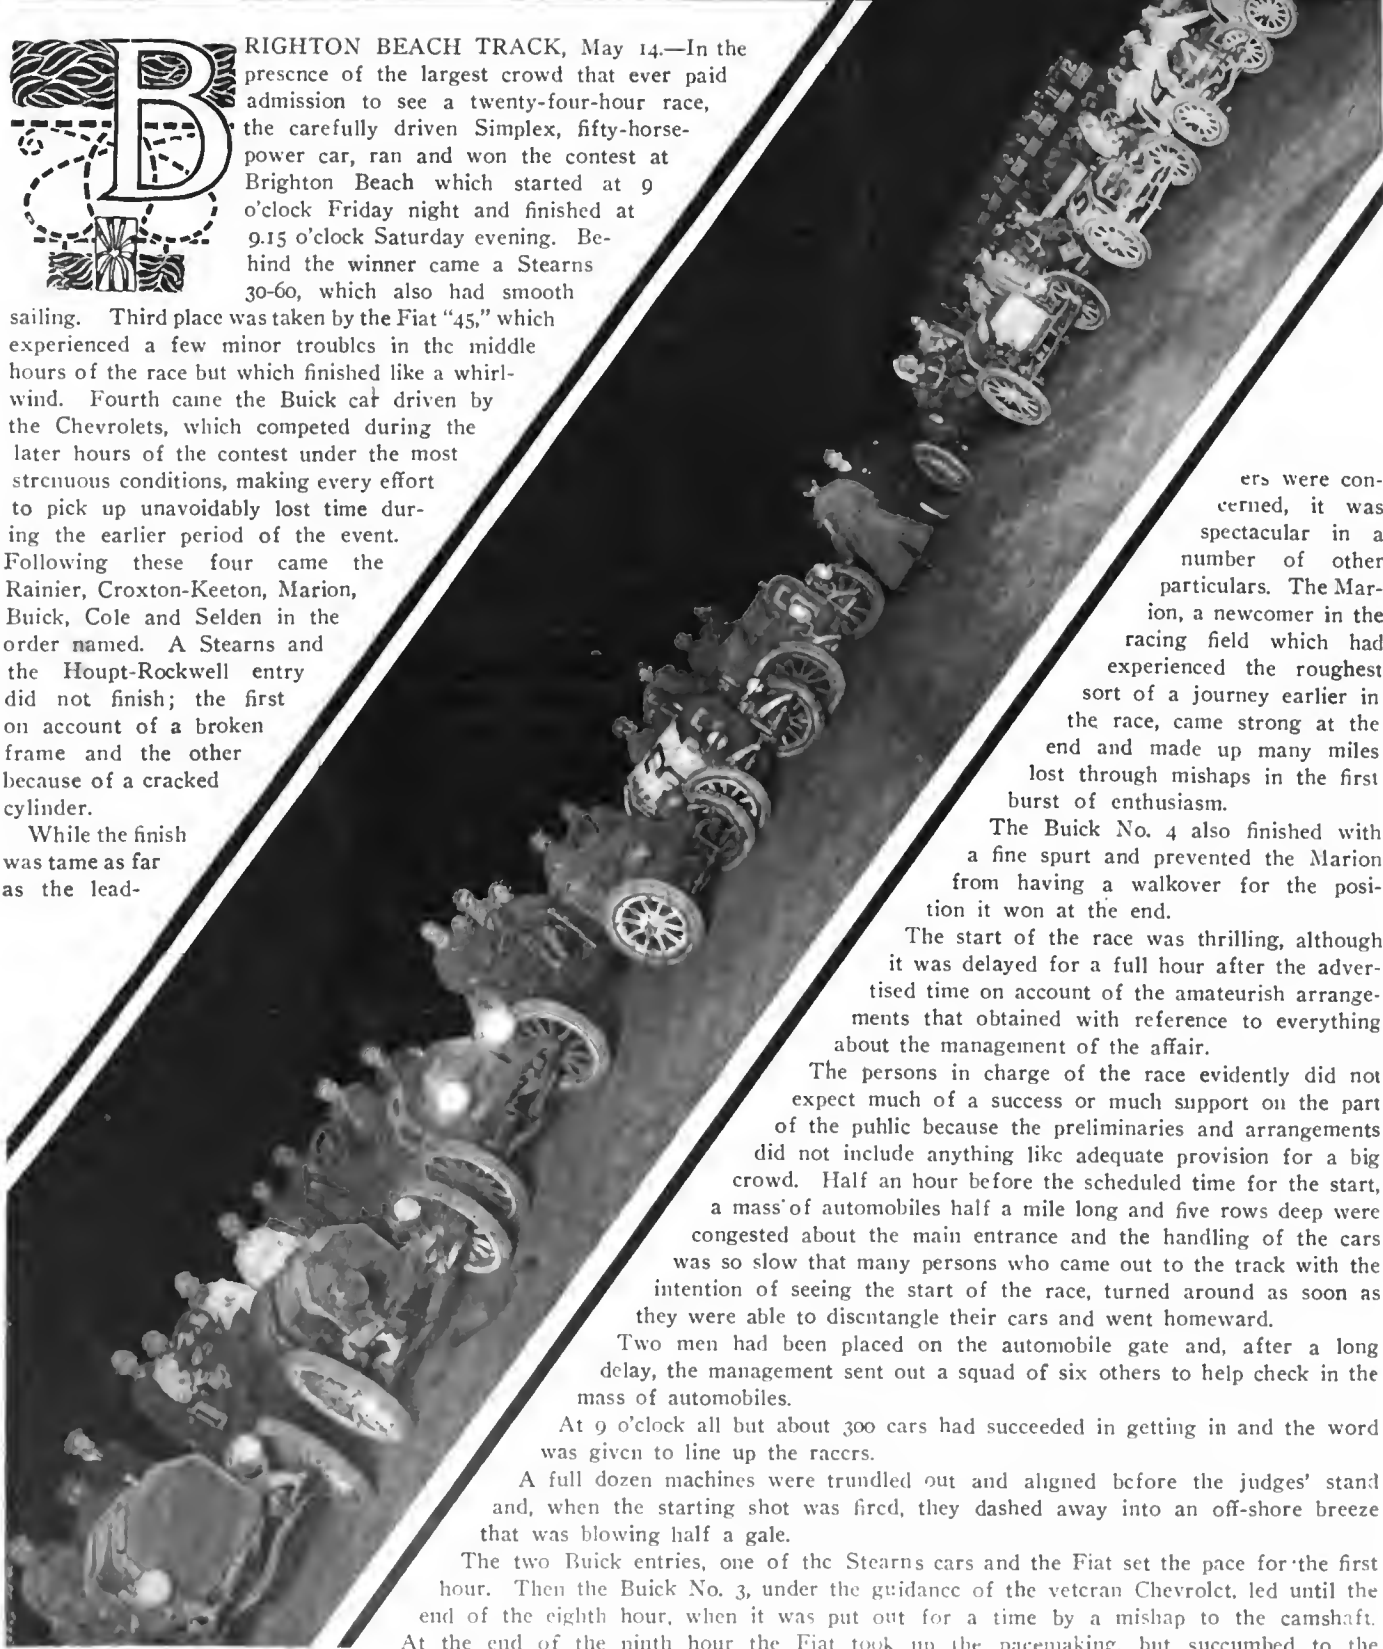 BRIGHTON BEACH TRACK, May 14.—In the
presence of the largest crowd that ever paid
admission to see a twenty-four-hour race,
the carefully driven Simplex, fifty-horse-
power car, ran and won the contest at
Brighton Beach which started at 9
o'clock Friday night and finished at
9.15 o'clock Saturday evening. Be-
hind the winner came a Stearns
30-60, which also had smooth
sailing. Third place was taken by the Fiat "45," which
experienced a few minor troubles in the middle
hours of the race but which finished like a whirl-
wind. Fourth came the Buick car driven by
the Chevrolets, which competed during the
later hours of the contest under the most
strenuous conditions, making every effort
to pick up unavoidably lost time dur-
ing the earlier period of the event.
Following these four came the
Rainier, Croxton-Keeton, Marion,
Buick, Cole and Selden in the
order named. A Stearns and
the Houpt-Rockwell entry
did not finish; the first
on account of a broken
frame and the other
because of a cracked
cylinder.
While the finish
was tame as far
as the lead-
ers were con-
cerned, it was
spectacular in a
number of other
particulars. The Mar-
ion, a newcomer in the
racing field which had
experienced the roughest
sort of a journey earlier in
the race, came strong at the
end and made up many miles
lost through mishaps in the first
burst of enthusiasm.
The Buick No. 4 also finished with
a fine spurt and prevented the Marion
from having a walkover for the posi-
tion it won at the end.
The start of the race was thrilling, although
it was delayed for a full hour after the adver-
tised time on account of the amateurish arrange-
ments that obtained with reference to everything
about the management of the affair.
The persons in charge of the race evidently did not
expect much of a success or much support on the part
of the public because the preliminaries and arrangements
did not include anything like adequate provision for a big
crowd. Half an hour before the scheduled time for the start,
a mass of automobiles half a mile long and five rows deep were
congested about the main entrance and the handling of the cars
was so slow that many persons who came out to the track with the
intention of seeing the start of the race, turned around as soon as
they were able to disentangle their cars and went homeward.
Two men had been placed on the automobile gate and, after a long
delay, the management sent out a squad of six others to help check in the
mass of automobiles.
At 9 o'clock all but about 300 cars had succeeded in getting in and the word
was given to line up the racers.
A full dozen machines were trundled out and aligned before the judges' stand
and, when the starting shot was fired, they dashed away into an off-shore breeze
that was blowing half a gale.
The two Buick entries, one of the Stearns cars and the Fiat set the pace for the first
hour. Then the Buick No. 3, under the guidance of the veteran Chevrolet, led until the
end of the eighth hour, when it was put out for a time by a mishap to the camshaft.
At the end of the ninth hour the Fiat took up the pacemaking but succumbed to the